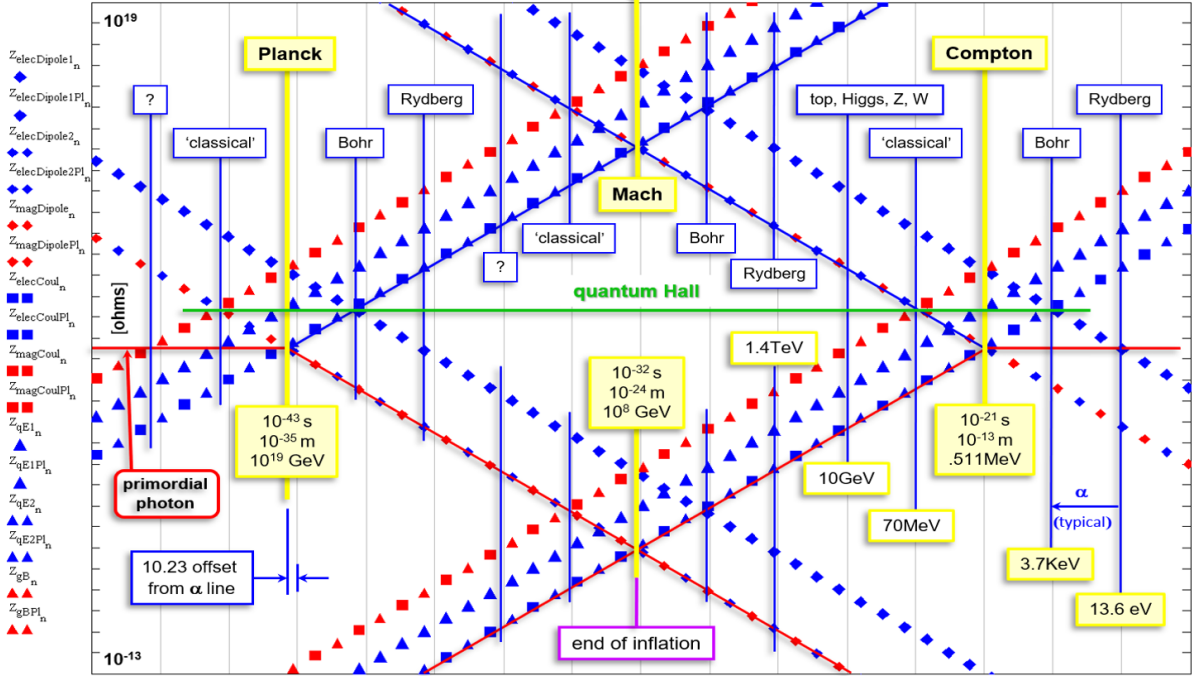 10¹⁹
Planck
Compton
Z_elecDipole1_n
Z_elecDipole1Pl_n
Z_elecDipole2_n
Z_elecDipole2Pl_n
Z_magDipole_n
Z_magDipolePl_n
Z_elecCoul_n
Z_elecCoulPl_n
Z_magCoul_n
Z_magCoulPl_n
Z_qE1_n
Z_qE1Pl_n
Z_qE2_n
Z_qE2Pl_n
Z_gB_n
Z_gBPl_n
?
Rydberg
top, Higgs, Z, W
Rydberg
'classical'
Bohr
'classical'
Bohr
Mach
'classical'
Bohr
?
Rydberg
quantum Hall
[ohms]
1.4TeV
10⁻³² s
10⁻²⁴ m
10⁸ GeV
10⁻⁴³ s
10⁻³⁵ m
10¹⁹ GeV
10⁻²¹ s
10⁻¹³ m
.511MeV
primordial
photon
10GeV
α
(typical)
70MeV
10.23 offset
from α line
3.7KeV
13.6 eV
end of inflation
10⁻¹³